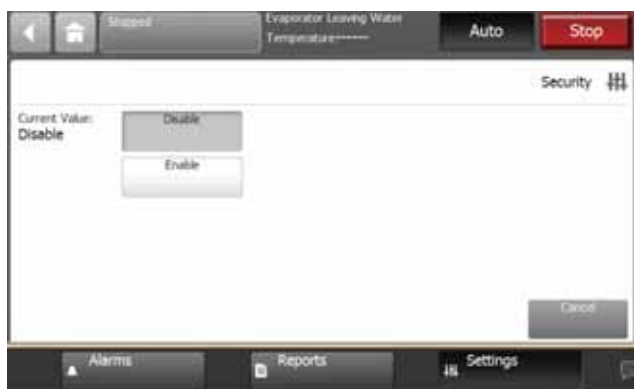 Stopped
Evaporator Leaving Water
Temperature------
Auto
Stop
Security
Current Value:
Disable
Disable
Enable
Cancel
Alarms
Reports
Settings